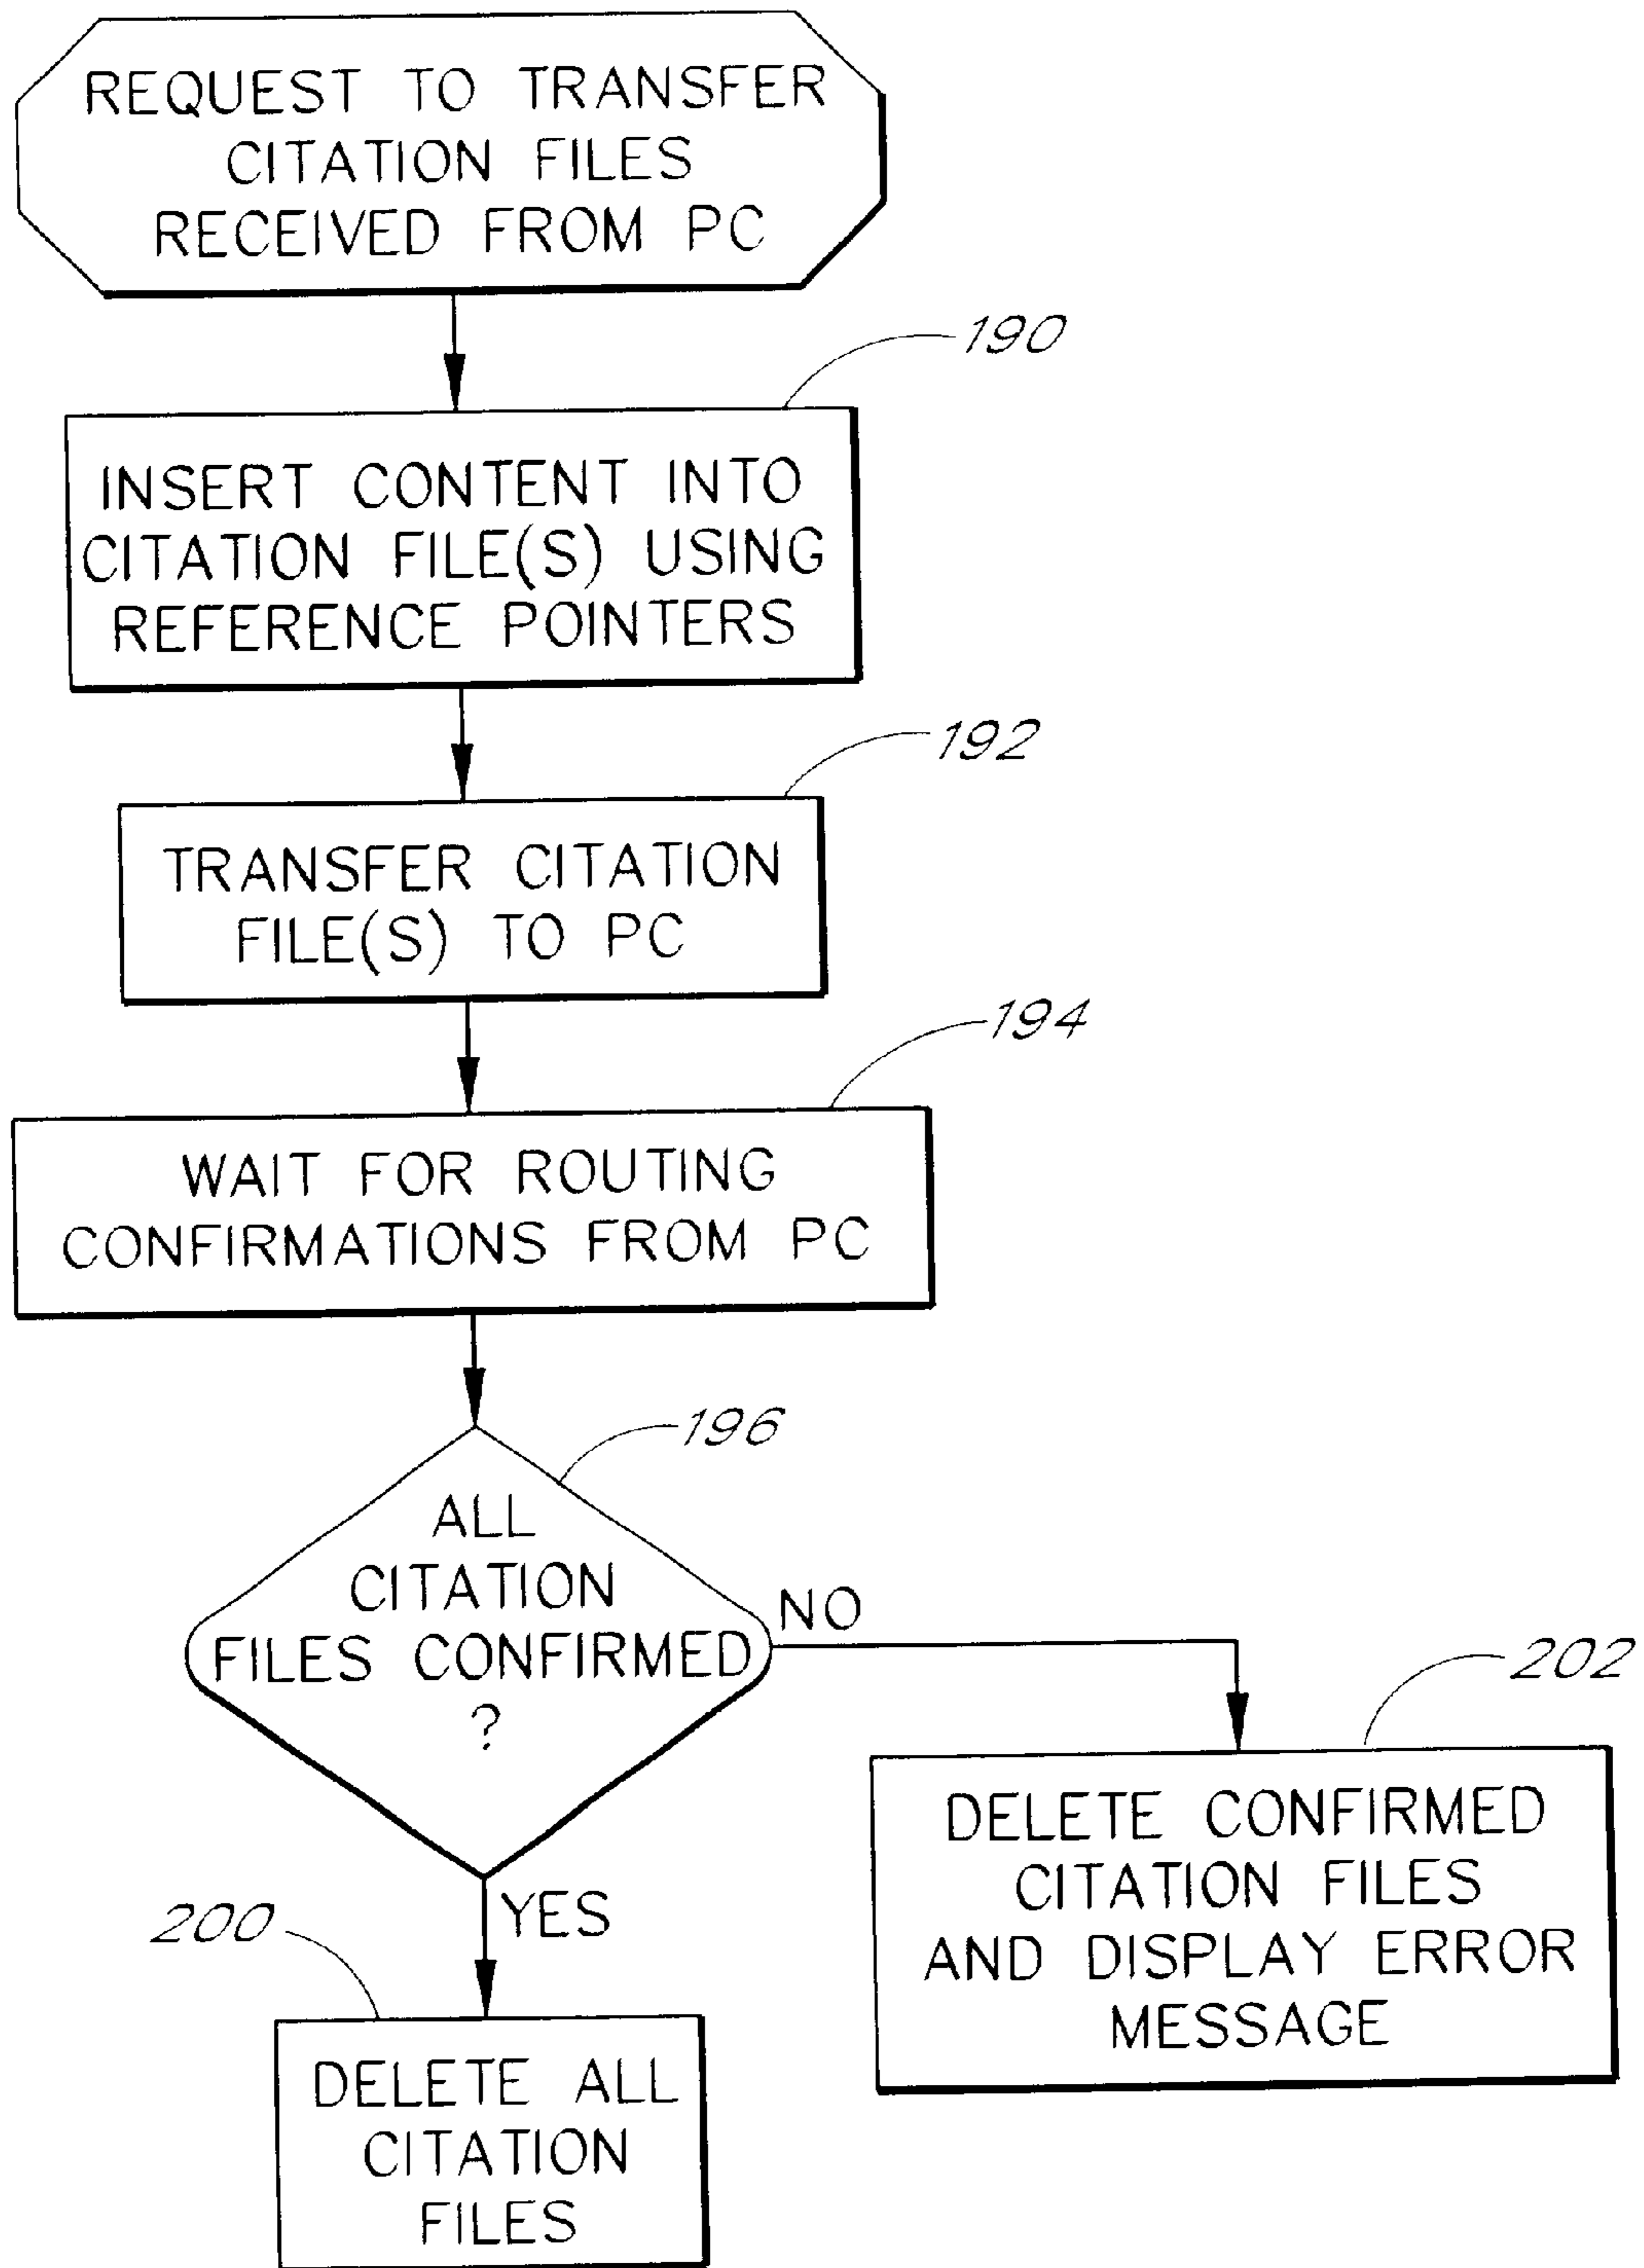 REQUEST TO TRANSFER
CITATION FILES
RECEIVED FROM PC
190
INSERT CONTENT INTO
CITATION FILE(S) USING
REFERENCE POINTERS
192
TRANSFER CITATION
FILE(S) TO PC
194
WAIT FOR ROUTING
CONFIRMATIONS FROM PC
196
ALL
CITATION
FILES CONFIRMED
?
NO
202
DELETE CONFIRMED
CITATION FILES
AND DISPLAY ERROR
MESSAGE
YES
200
DELETE ALL
CITATION
FILES